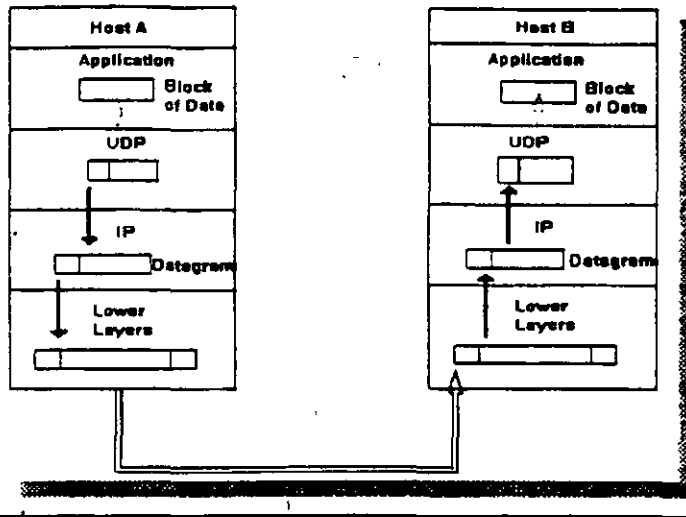 Host A
Application
Block
of Data
UDP
IP
Datagram
Lower
Layers
Host B
Application
Block
of Data
UDP
IP
Datagram
Lower
Layers